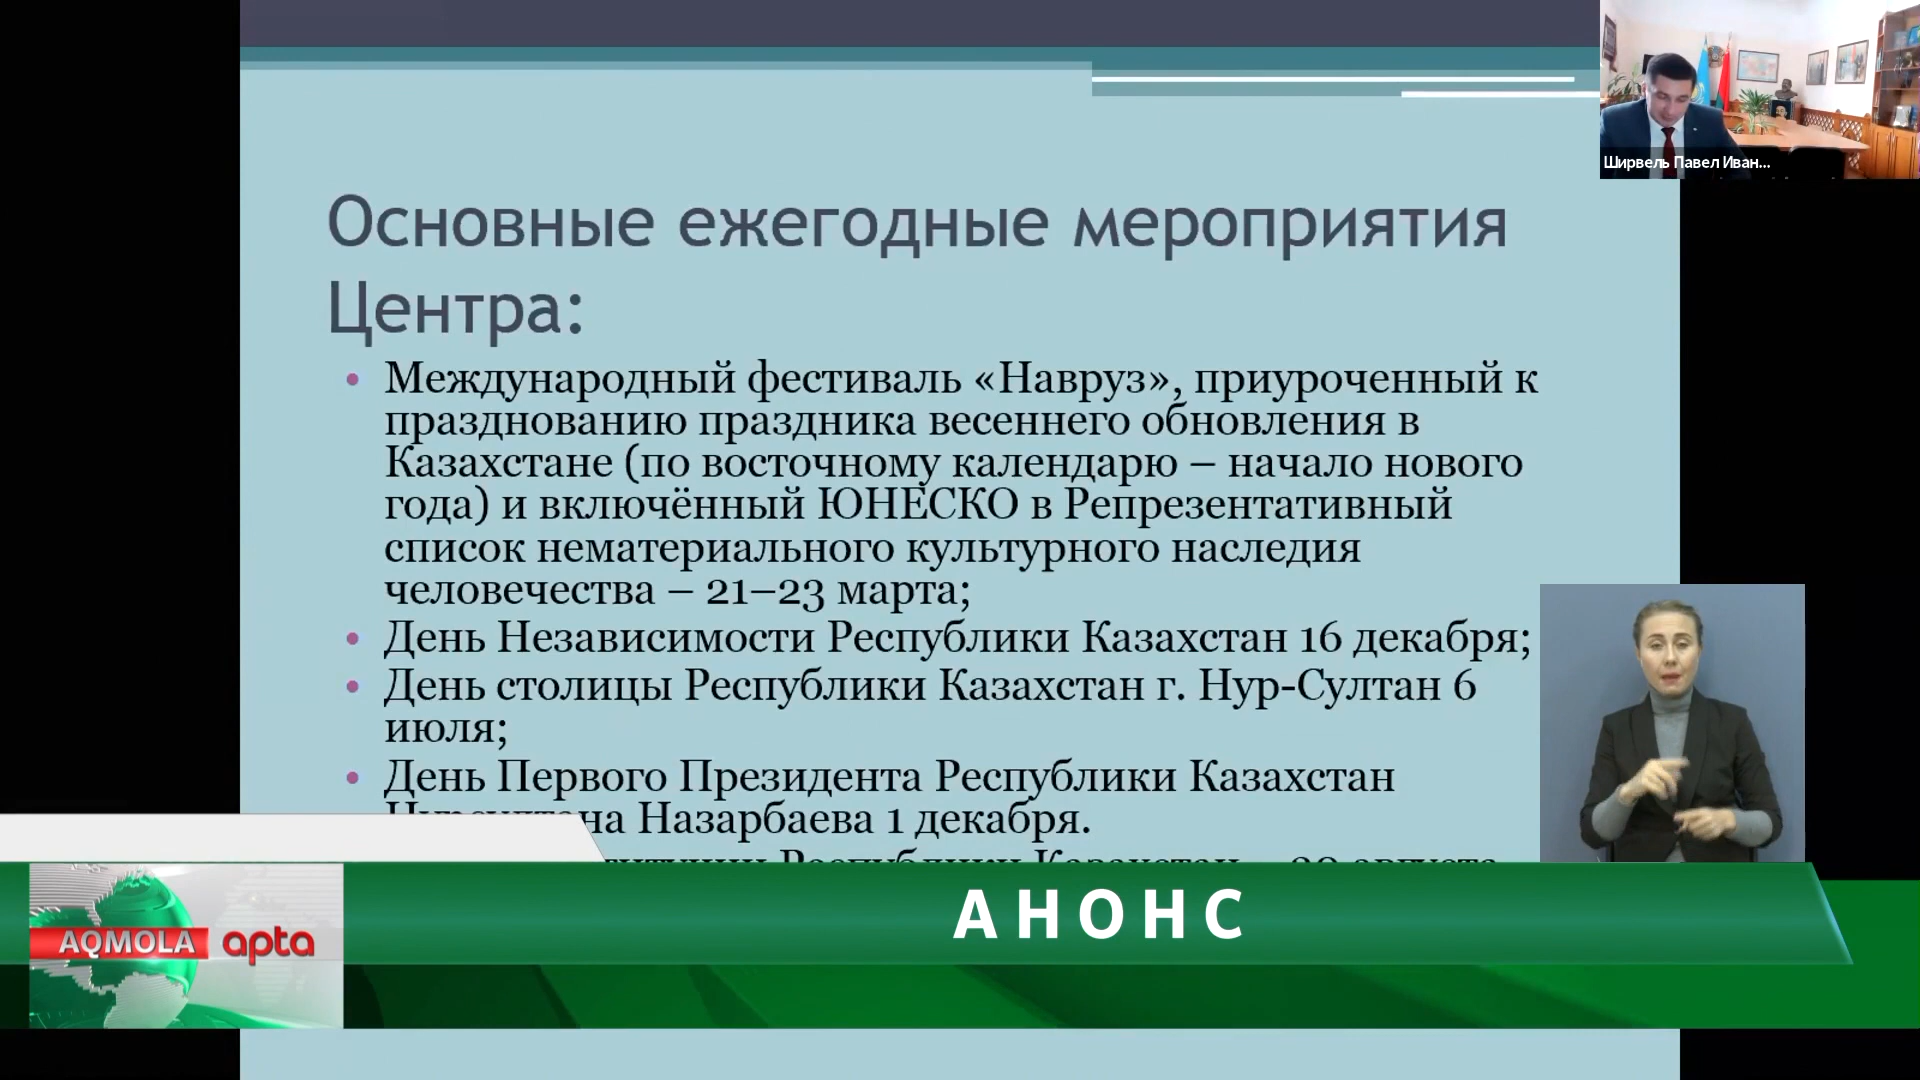 Ширвель Павел Иван...
Основные ежегодные мероприятия
Центра:
• Международный фестиваль «Навруз», приуроченный к
празднованию праздника весеннего обновления в
Казахстане (по восточному календарю – начало нового
года) и включённый ЮНЕСКО в Репрезентативный
список нематериального культурного наследия
человечества – 21–23 марта;
• День Независимости Республики Казахстан 16 декабря;
• День столицы Республики Казахстан г. Нур-Султан 6
июля;
• День Первого Президента Республики Казахстан
Назарбаева 1 декабря.
Республики Казахстан
АНОНС
AQMOLA арта